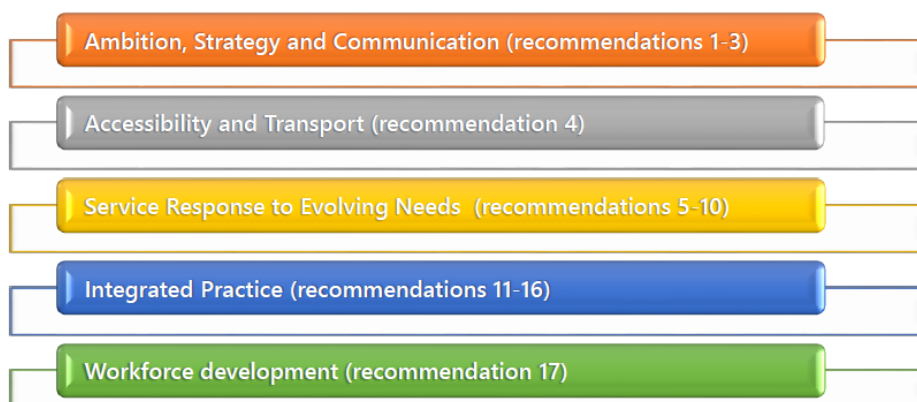 Ambition, Strategy and Communication (recommendations 1-3)
Accessibility and Transport (recommendation 4)
Service Response to Evolving Needs  (recommendations 5-10)
Integrated Practice (recommendations 11-16)
Workforce development (recommendation 17)